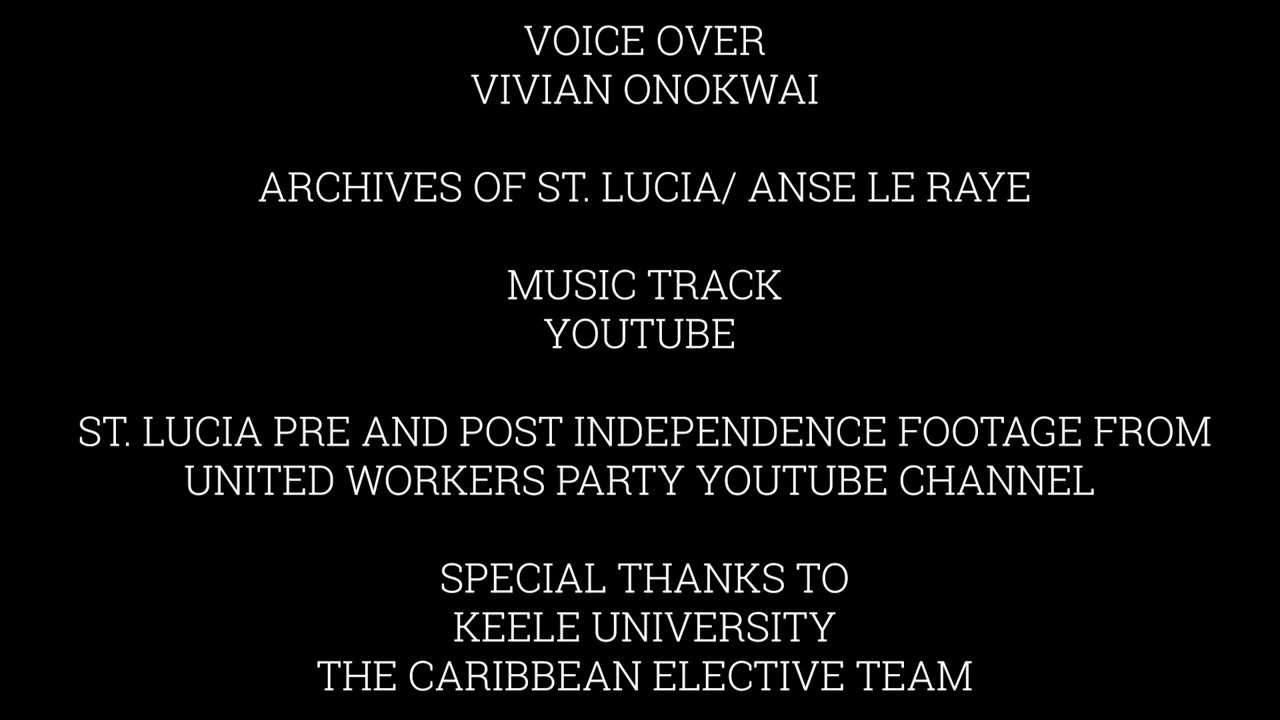 VOICE OVER
VIVIAN ONOKWAI
ARCHIVES OF ST. LUCIA/ ANSE LE RAYE
MUSIC TRACK
YOUTUBE
ST. LUCIA PRE AND POST INDEPENDENCE FOOTAGE FROM
UNITED WORKERS PARTY YOUTUBE CHANNEL
SPECIAL THANKS TO
KEELE UNIVERSITY
THE CARIBBEAN ELECTIVE TEAM